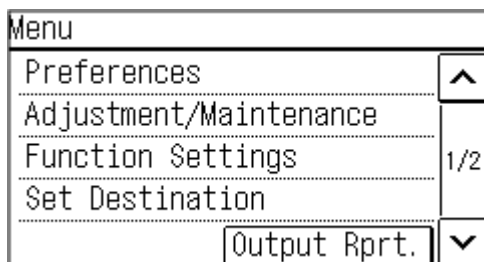 Menu
Preferences
Adjustment/Maintenance
Function Settings
1/2
Set Destination
Output Rprt.